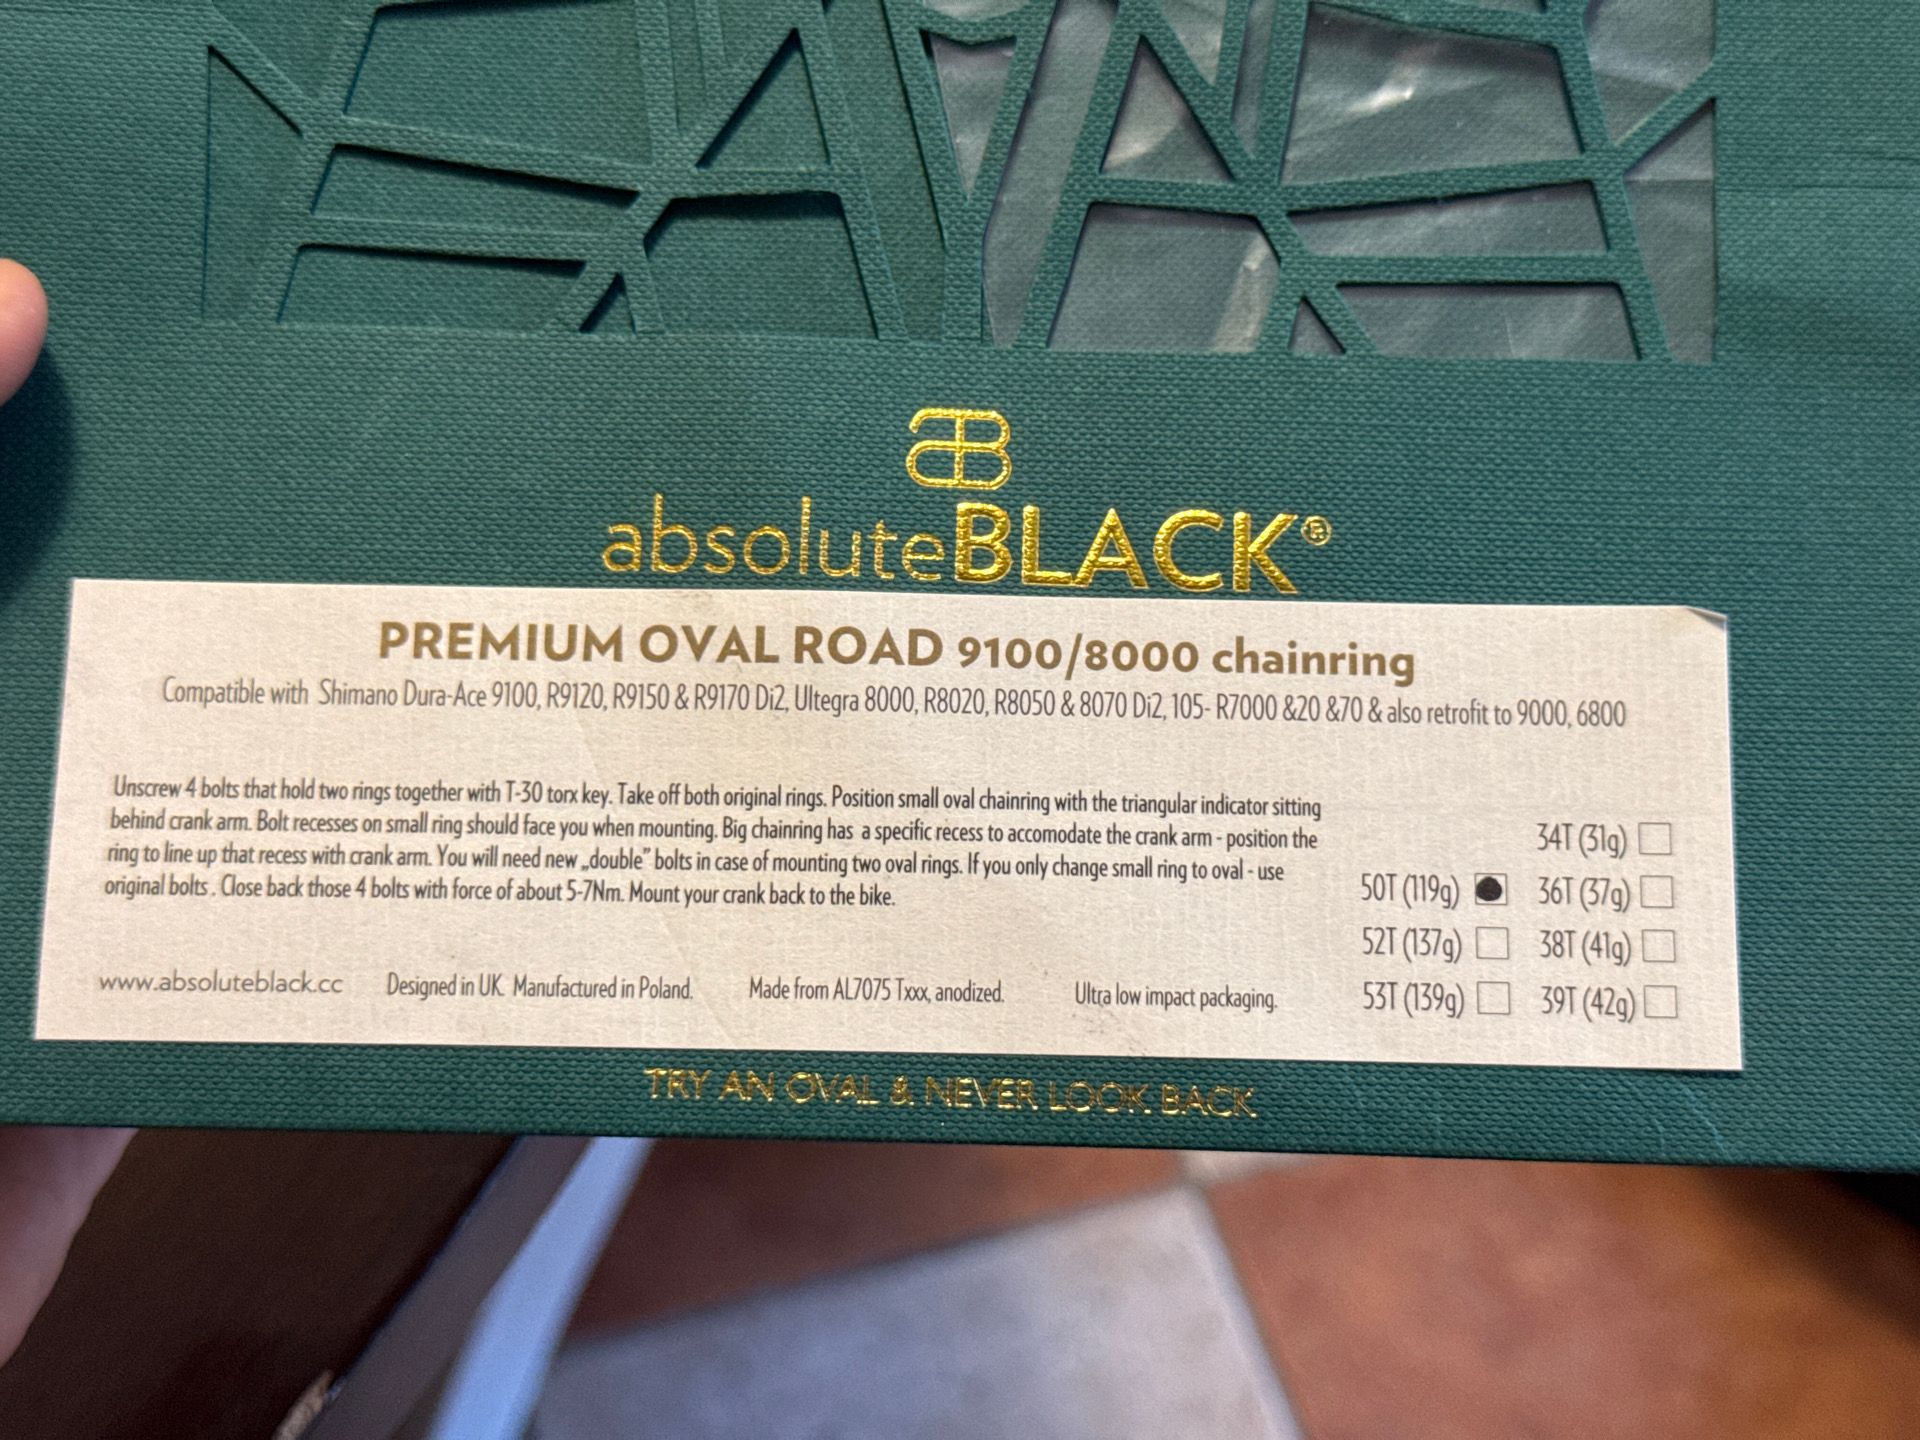 absoluteBLACK®
PREMIUM OVAL ROAD 9100/8000 chainring
Compatible with Shimano Dura-Ace 9100, R9120, R9150 & R9170 Di2, Ultegra 8000, R8020, R8050 & 8070 Di2, 105- R7000 &20 &70 & also retrofit to 9000, 6800
Unscrew 4 bolts that hold two rings together with T-30 torx key. Take off both original rings. Position small oval chainring with the triangular indicator sitting
behind crank arm. Bolt recesses on small ring should face you when mounting. Big chainring has a specific recess to accomodate the crank arm - position the
ring to line up that recess with crank arm. You will need new „double” bolts in case of mounting two oval rings. If you only change small ring to oval - use
original bolts . Close back those 4 bolts with force of about 5-7Nm. Mount your crank back to the bike.
34T (31g)
50T (119g) 36T (37g)
52T (137g) 38T (41g)
53T (139g) 39T (42g)
www.absoluteblack.cc Designed in UK. Manufactured in Poland. Made from AL7075 Txxx, anodized. Ultra low impact packaging.
TRY AN OVAL & NEVER LOOK BACK